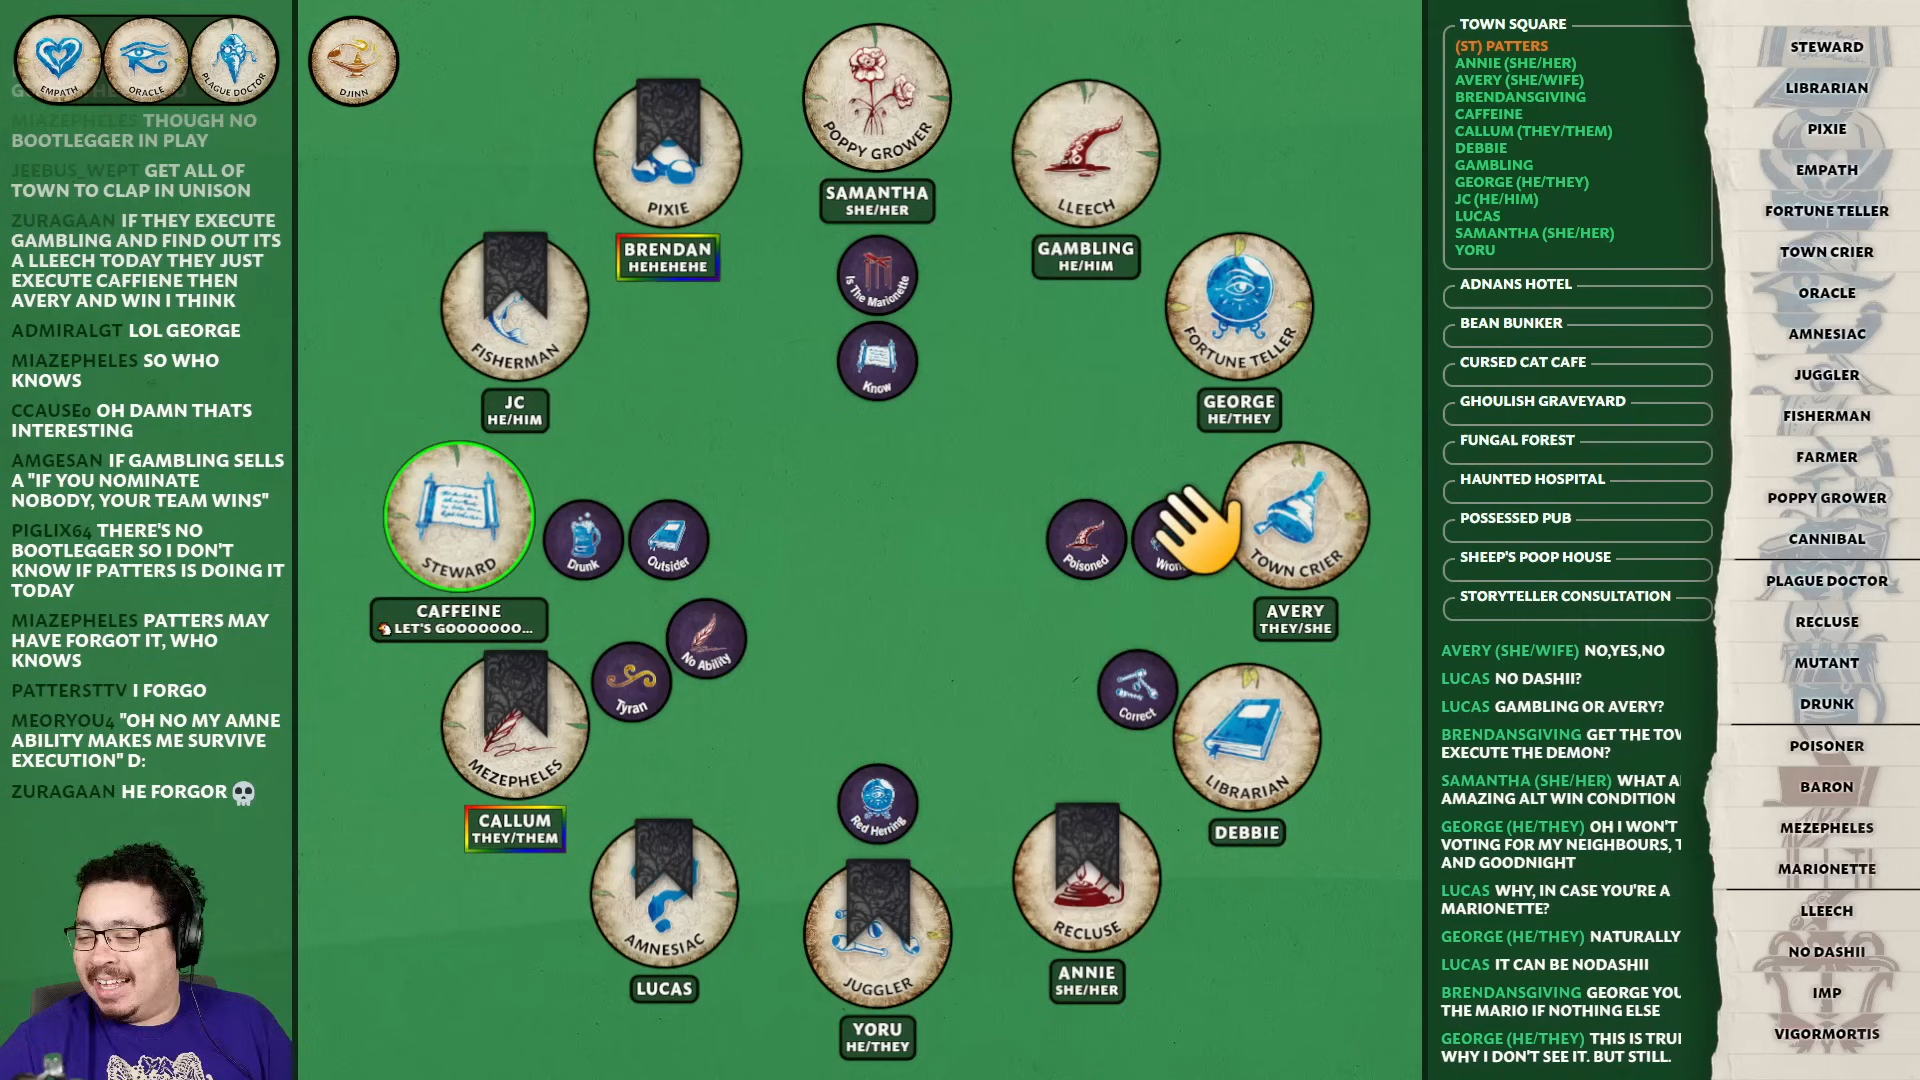 EMPATH
ORACLE
PLAGUE DOCTOR
DJINN
MIAZEPHELES THOUGH NO
BOOTLEGGER IN PLAY
JEEBUS_WEPT GET ALL OF
TOWN TO CLAP IN UNISON
ZURAGAAN IF THEY EXECUTE
GAMBLING AND FIND OUT ITS
A LLEECH TODAY THEY JUST
EXECUTE CAFFIENE THEN
AVERY AND WIN I THINK
ADMIRALGT LOL GEORGE
MIAZEPHELES SO WHO
KNOWS
CCAUSE0 OH DAMN THATS
INTERESTING
AMGESAN IF GAMBLING SELLS
A "IF YOU NOMINATE
NOBODY, YOUR TEAM WINS"
PIGLIX64 THERE'S NO
BOOTLEGGER SO I DON'T
KNOW IF PATTERS IS DOING IT
TODAY
MIAZEPHELES PATTERS MAY
HAVE FORGOT IT, WHO
KNOWS
PATTERSTTV I FORGO
MEORYOU4 "OH NO MY AMNE
ABILITY MAKES ME SURVIVE
EXECUTION" D:
ZURAGAAN HE FORGOR
POPPY GROWER
SAMANTHA
SHE/HER
Is The Marionette
Know
LLEECH
GAMBLING
HE/HIM
FORTUNE TELLER
GEORGE
HE/THEY
TOWN CRIER
AVERY
THEY/SHE
Poisoned
LIBRARIAN
DEBBIE
Correct
RECLUSE
ANNIE
SHE/HER
JUGGLER
YORU
HE/THEY
Red Herring
AMNESIAC
LUCAS
MEZEPHELES
CALLUM
THEY/THEM
Tyran
No Ability
STEWARD
CAFFEINE
LET'S GOOOOOOO...
Drunk
Outsider
FISHERMAN
JC
HE/HIM
PIXIE
BRENDAN
HEHEHEHE
TOWN SQUARE
(ST) PATTERS
ANNIE (SHE/HER)
AVERY (SHE/WIFE)
BRENDANSGIVING
CAFFEINE
CALLUM (THEY/THEM)
DEBBIE
GAMBLING
GEORGE (HE/THEY)
JC (HE/HIM)
LUCAS
SAMANTHA (SHE/HER)
YORU
ADNANS HOTEL
BEAN BUNKER
CURSED CAT CAFE
GHOULISH GRAVEYARD
FUNGAL FOREST
HAUNTED HOSPITAL
POSSESSED PUB
SHEEP'S POOP HOUSE
STORYTELLER CONSULTATION
AVERY (SHE/WIFE) NO,YES,NO
LUCAS NO DASHII?
LUCAS GAMBLING OR AVERY?
BRENDANSGIVING GET THE
EXECUTE THE DEMON?
SAMANTHA (SHE/HER) WHAT
AMAZING ALT WIN CONDITION
GEORGE (HE/THEY) OH I WON'T
VOTING FOR MY NEIGHBOURS,
AND GOODNIGHT
LUCAS WHY, IN CASE YOU'RE A
MARIONETTE?
GEORGE (HE/THEY) NATURALLY
LUCAS IT CAN BE NODASHII
BRENDANSGIVING GEORGE
THE MARIO IF NOTHING ELSE
GEORGE (HE/THEY) THIS IS
WHY I DON'T SEE IT. BUT STILL.
STEWARD
LIBRARIAN
PIXIE
EMPATH
FORTUNE TELLER
TOWN CRIER
ORACLE
AMNESIAC
JUGGLER
FISHERMAN
FARMER
POPPY GROWER
CANNIBAL
PLAGUE DOCTOR
RECLUSE
MUTANT
DRUNK
POISONER
BARON
MEZEPHELES
MARIONETTE
LLEECH
NO DASHII
IMP
VIGORMORTIS